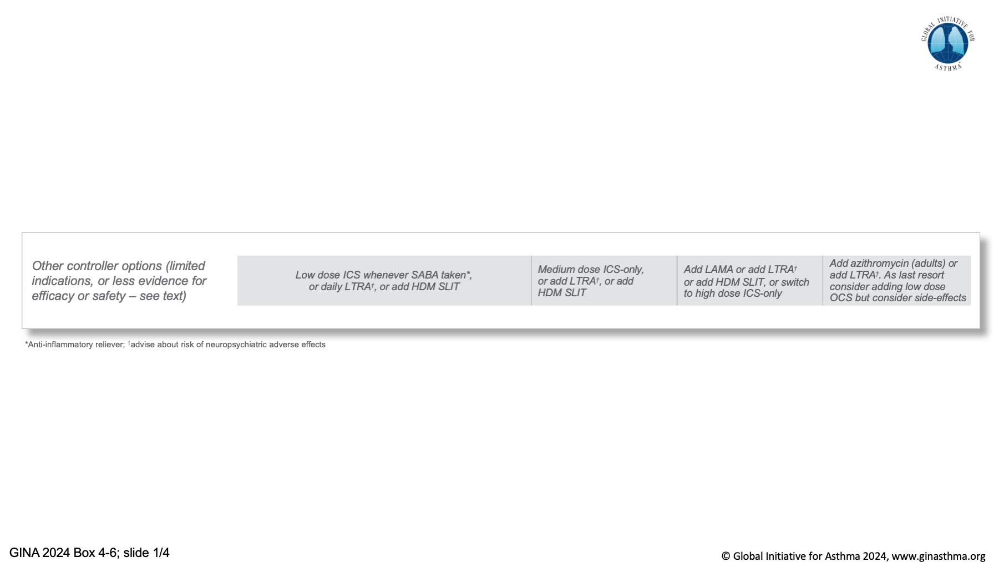 GLOBAL INITIATIVE FOR
ASTHMA
Other controller options (limited
indications, or less evidence for
efficacy or safety – see text)
Low dose ICS whenever SABA taken*,
or daily LTRA†, or add HDM SLIT
Medium dose ICS-only,
or add LTRA†, or add
HDM SLIT
Add LAMA or add LTRA†
or add HDM SLIT, or switch
to high dose ICS-only
Add azithromycin (adults) or
add LTRA†. As last resort
consider adding low dose
OCS but consider side-effects
*Anti-inflammatory reliever; †advise about risk of neuropsychiatric adverse effects
GINA 2024 Box 4-6; slide 1/4
© Global Initiative for Asthma 2024, www.ginasthma.org